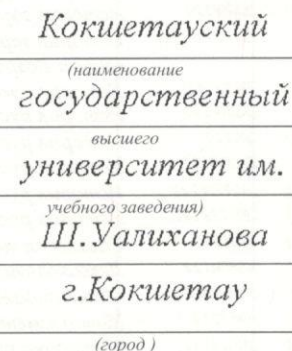 Кокшетауский
(наименование
государственный
высшего
университет им.
учебного заведения)
Ш.Уалиханова
г.Кокшетау
(город )